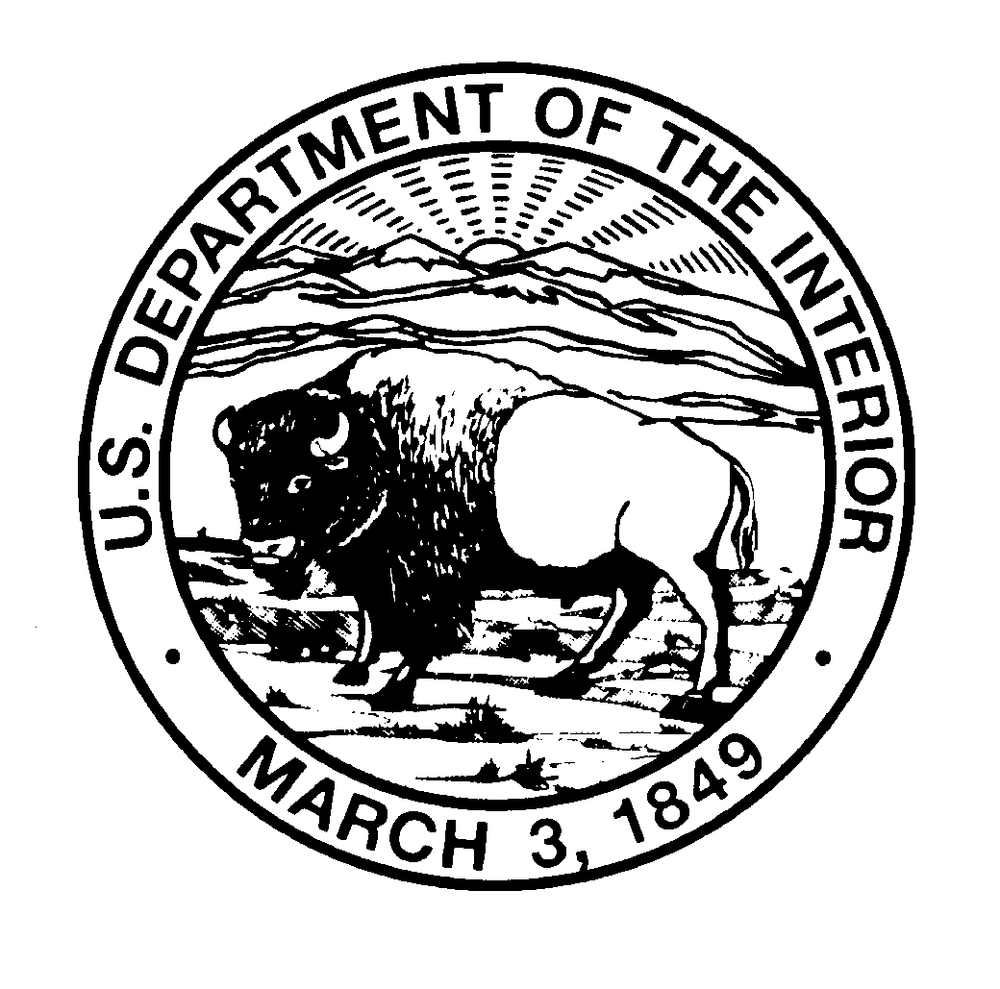 U.S. DEPARTMENT OF THE INTERIOR
MARCH 3, 1849